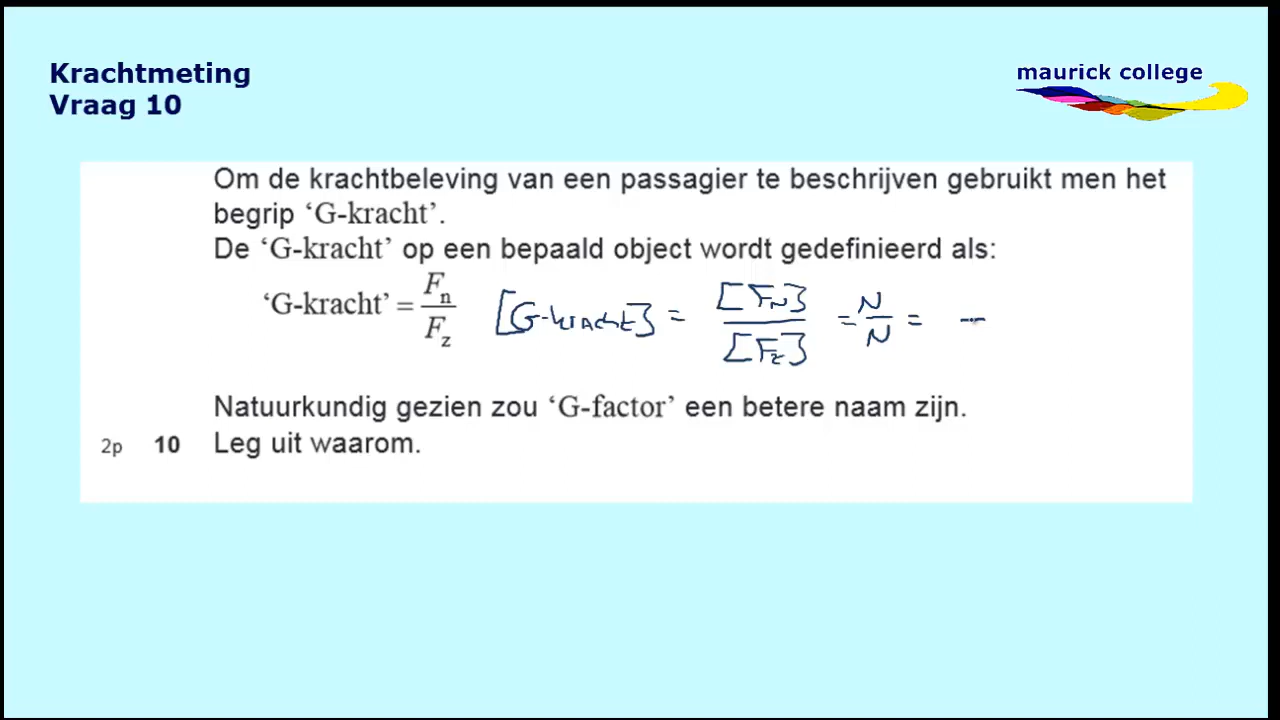 Krachtmeting
Vraag 10
maurick college
Om de krachtbeleving van een passagier te beschrijven gebruikt men het
begrip ‘G-kracht’.
De ‘G-kracht’ op een bepaald object wordt gedefinieerd als:
‘G-kracht’ = Fn / Fz [G-kracht] = [FN] / [Fz] = N / N = -
Natuurkundig gezien zou ‘G-factor’ een betere naam zijn.
2p 10 Leg uit waarom.